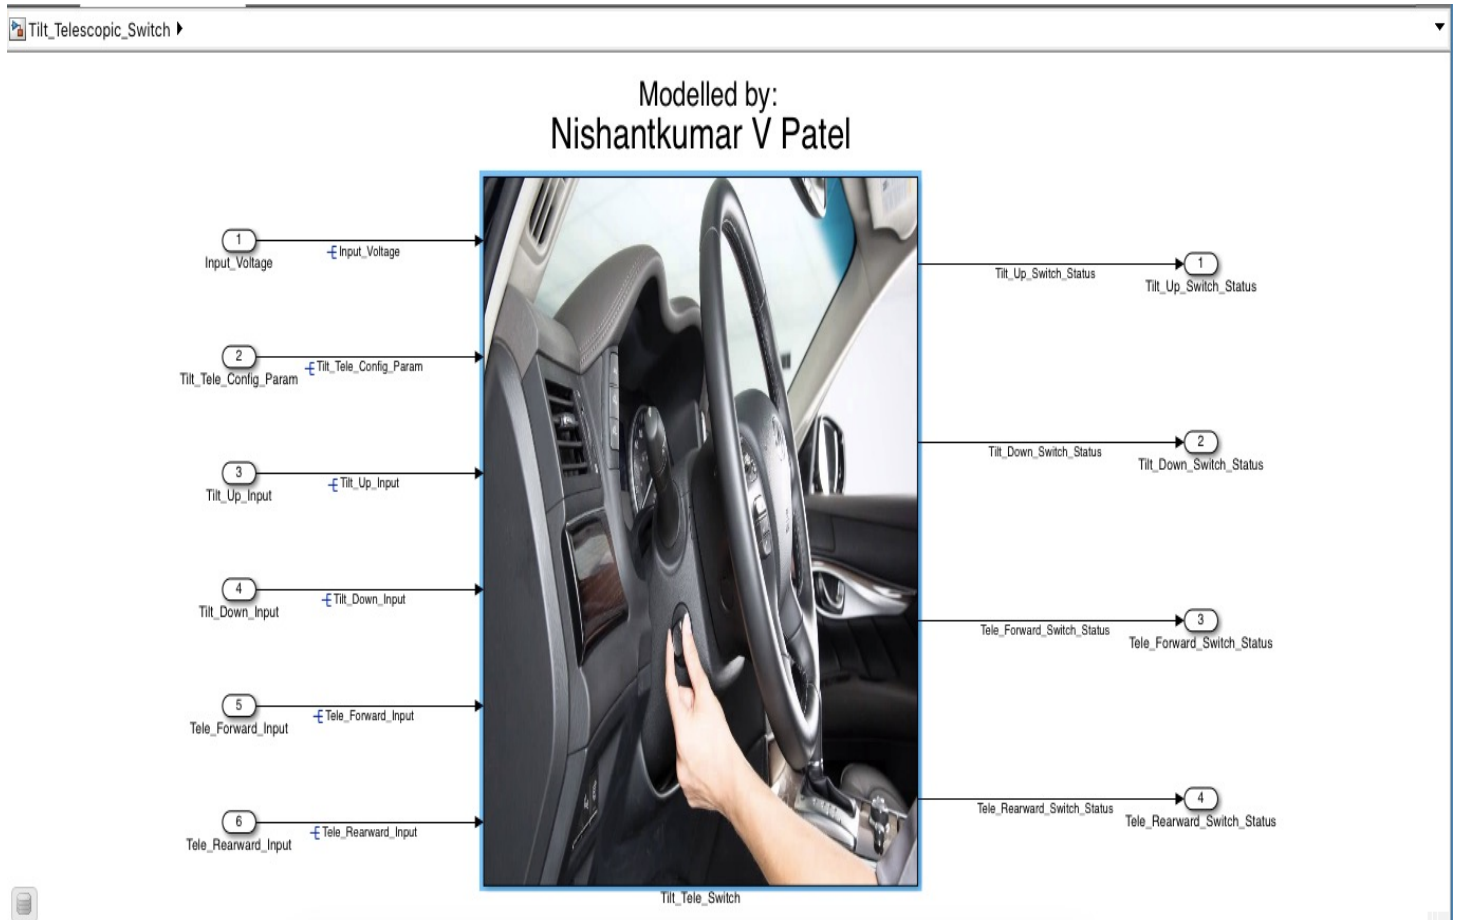 Tilt_Telescopic_Switch
Modelled by:
Nishantkumar V Patel
1
Input_Voltage
Input_Voltage
2
Tilt_Tele_Config_Param
Tilt_Tele_Config_Param
3
Tilt_Up_Input
Tilt_Up_Input
4
Tilt_Down_Input
Tilt_Down_Input
5
Tele_Forward_Input
Tele_Forward_Input
6
Tele_Rearward_Input
Tele_Rearward_Input
Tilt_Tele_Switch
Tilt_Up_Switch_Status
1
Tilt_Up_Switch_Status
Tilt_Down_Switch_Status
2
Tilt_Down_Switch_Status
Tele_Forward_Switch_Status
3
Tele_Forward_Switch_Status
Tele_Rearward_Switch_Status
4
Tele_Rearward_Switch_Status